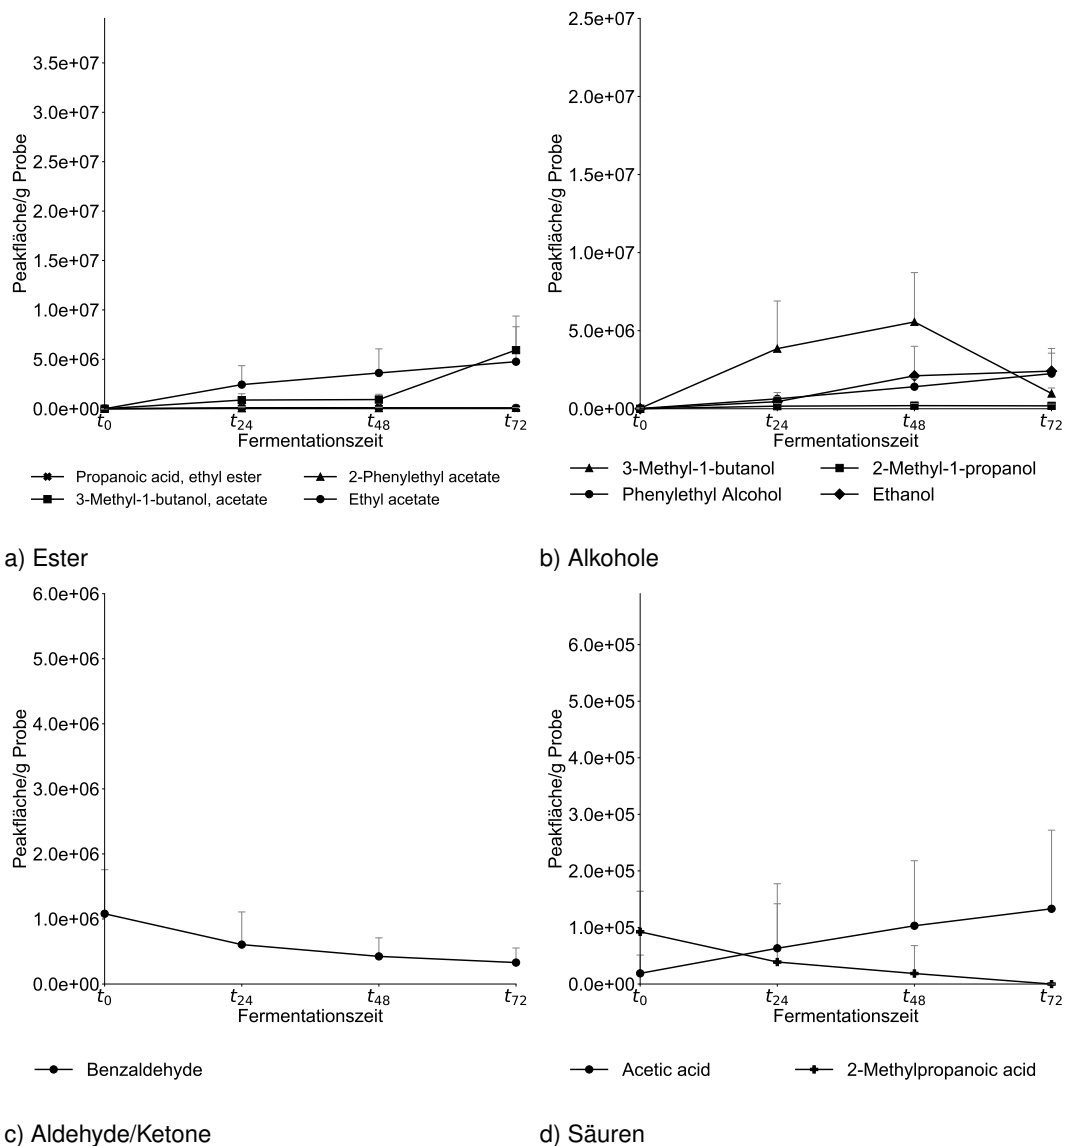 3.5e+07
3.0e+07
2.5e+07
2.0e+07
1.5e+07
1.0e+07
5.0e+06
0.0e+00
Peakfläche/g Probe
t0 t24 t48 t72
Fermentationszeit
Propanoic acid, ethyl ester 2-Phenylethyl acetate
3-Methyl-1-butanol, acetate Ethyl acetate
a) Ester
2.5e+07
2.0e+07
1.5e+07
1.0e+07
5.0e+06
0.0e+00
Peakfläche/g Probe
t0 t24 t48 t72
Fermentationszeit
3-Methyl-1-butanol 2-Methyl-1-propanol
Phenylethyl Alcohol Ethanol
b) Alkohole
6.0e+06
5.0e+06
4.0e+06
3.0e+06
2.0e+06
1.0e+06
0.0e+00
Peakfläche/g Probe
t0 t24 t48 t72
Fermentationszeit
Benzaldehyde
c) Aldehyde/Ketone
6.0e+05
5.0e+05
4.0e+05
3.0e+05
2.0e+05
1.0e+05
0.0e+00
Peakfläche/g Probe
t0 t24 t48 t72
Fermentationszeit
Acetic acid 2-Methylpropanoic acid
d) Säuren